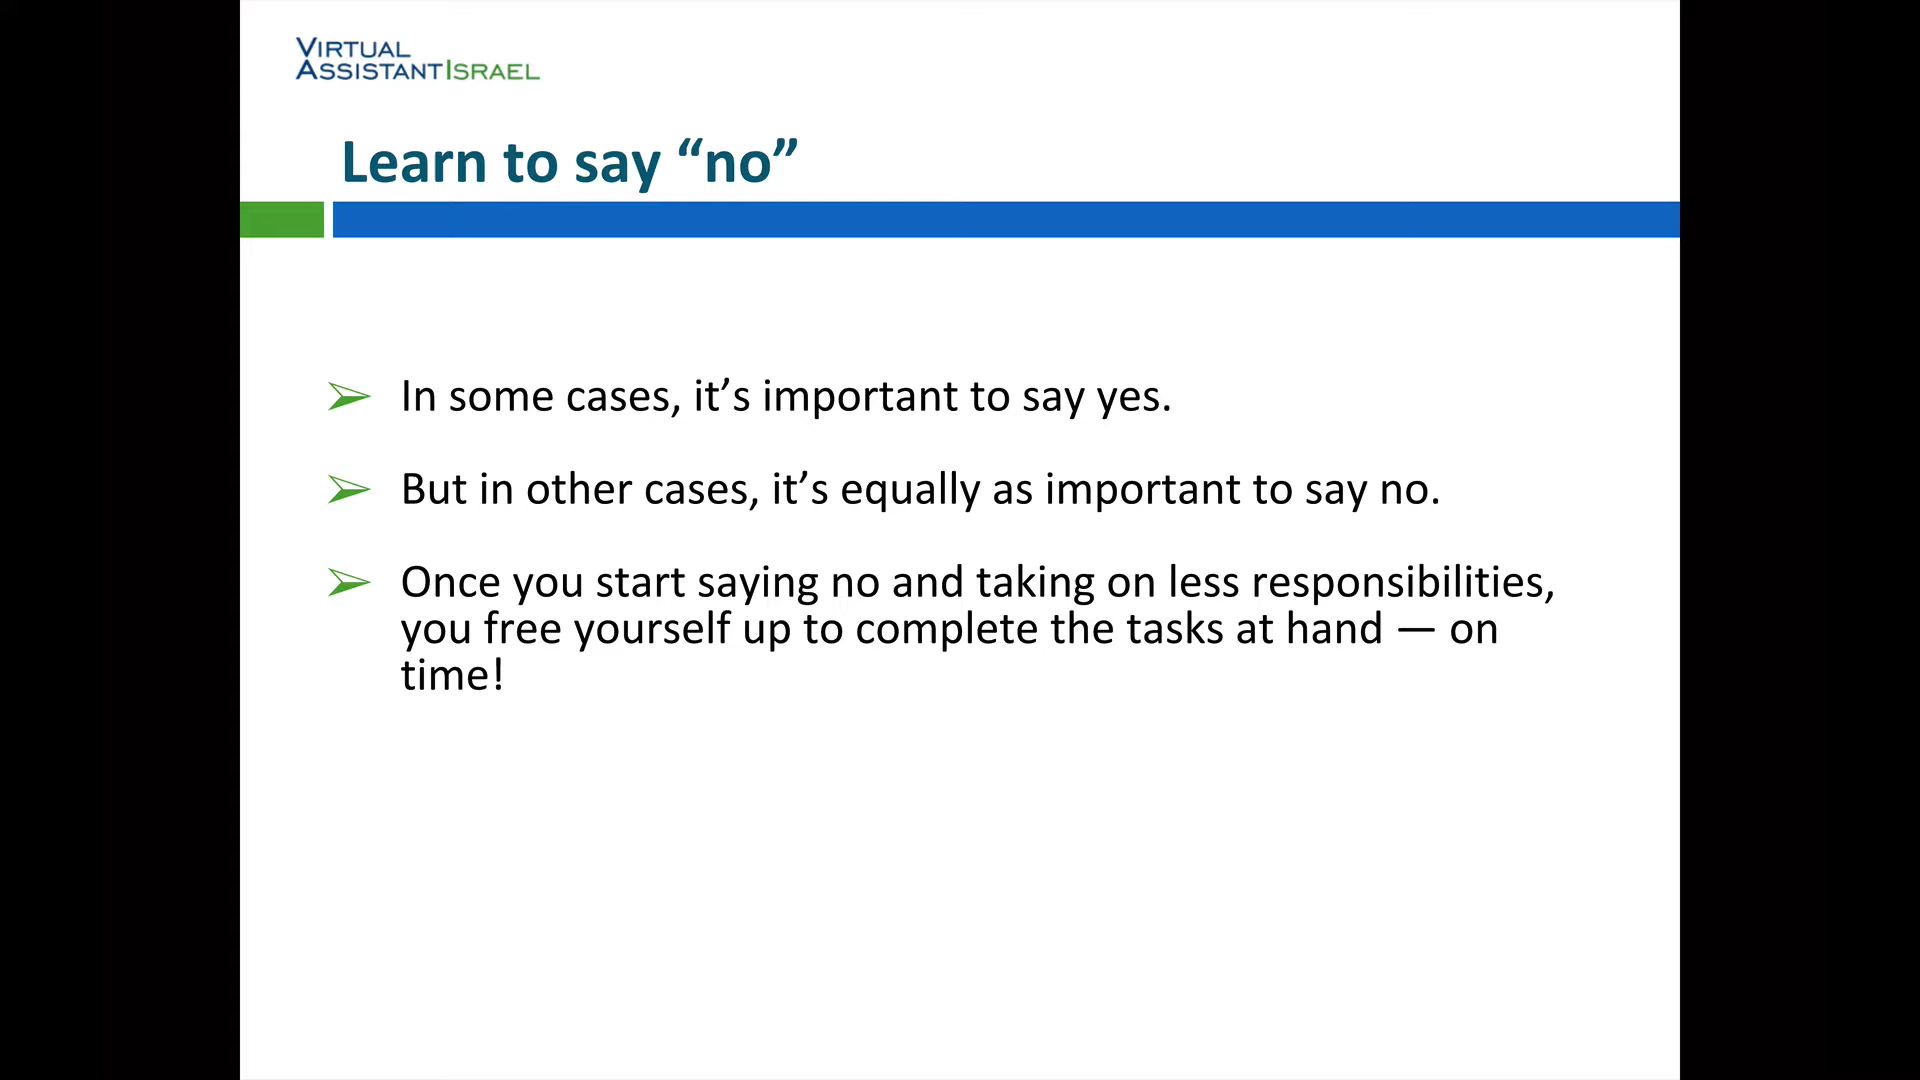 VIRTUAL
ASSISTANT ISRAEL
Learn to say “no”
➢ In some cases, it’s important to say yes.
➢ But in other cases, it’s equally as important to say no.
➢ Once you start saying no and taking on less responsibilities,
you free yourself up to complete the tasks at hand — on
time!